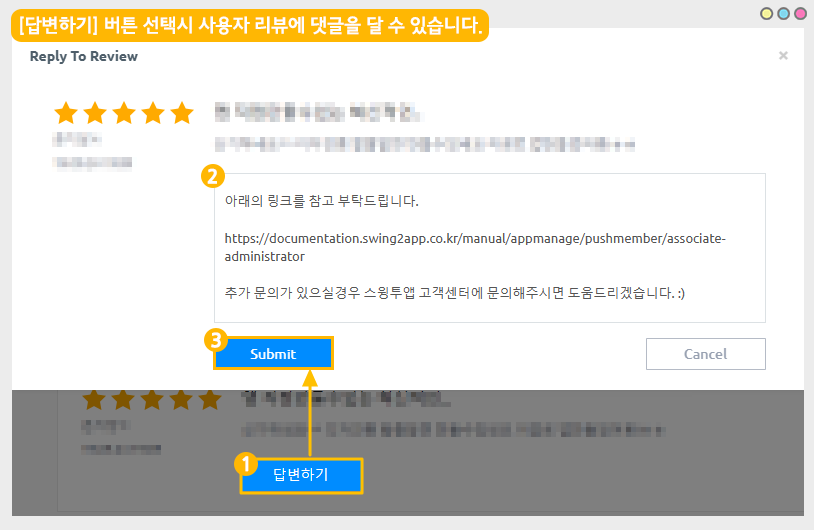 [답변하기] 버튼 선택시 사용자 리뷰에 댓글을 달 수 있습니다.
Reply To Review
×
2
아래의 링크를 참고 부탁드립니다.
https://documentation.swing2app.co.kr/manual/appmanage/pushmember/associate-
administrator
추가 문의가 있으실경우 스윙투앱 고객센터에 문의해주시면 도움드리겠습니다. :)
3
Submit
Cancel
1
답변하기